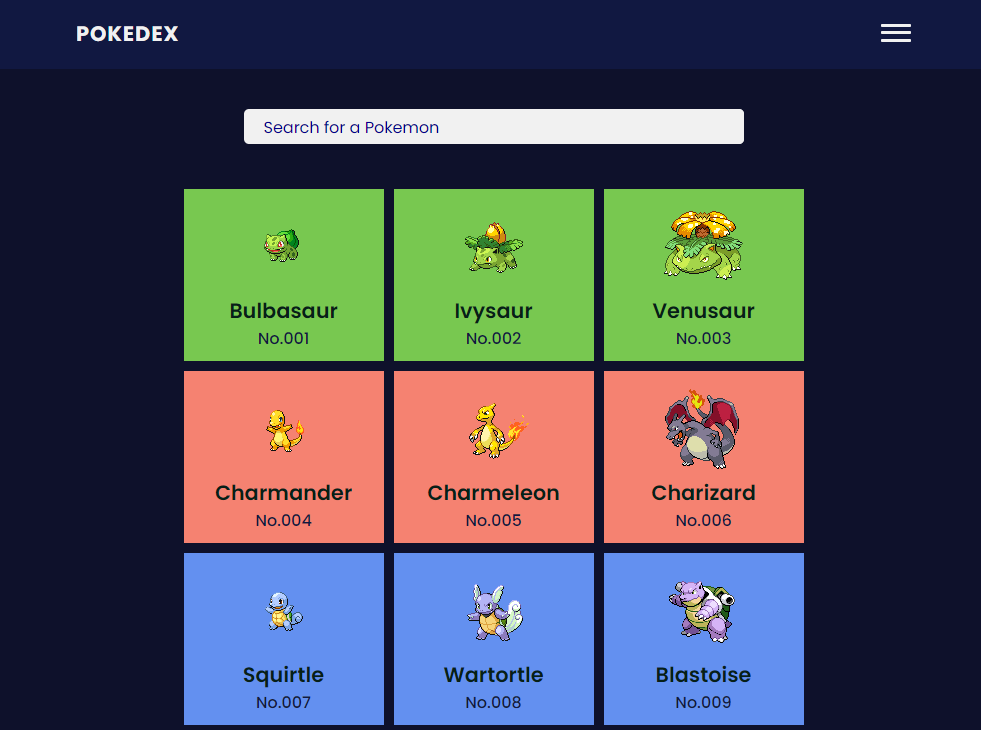 POKEDEX
Search for a Pokemon
Bulbasaur
No.001
Ivysaur
No.002
Venusaur
No.003
Charmander
No.004
Charmeleon
No.005
Charizard
No.006
Squirtle
No.007
Wartortle
No.008
Blastoise
No.009